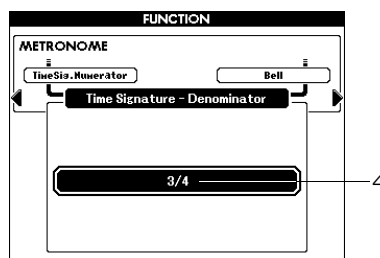 FUNCTION
METRONOME
TimeSig.Numerator
Bell
Time Signature - Denominator
3/4
4